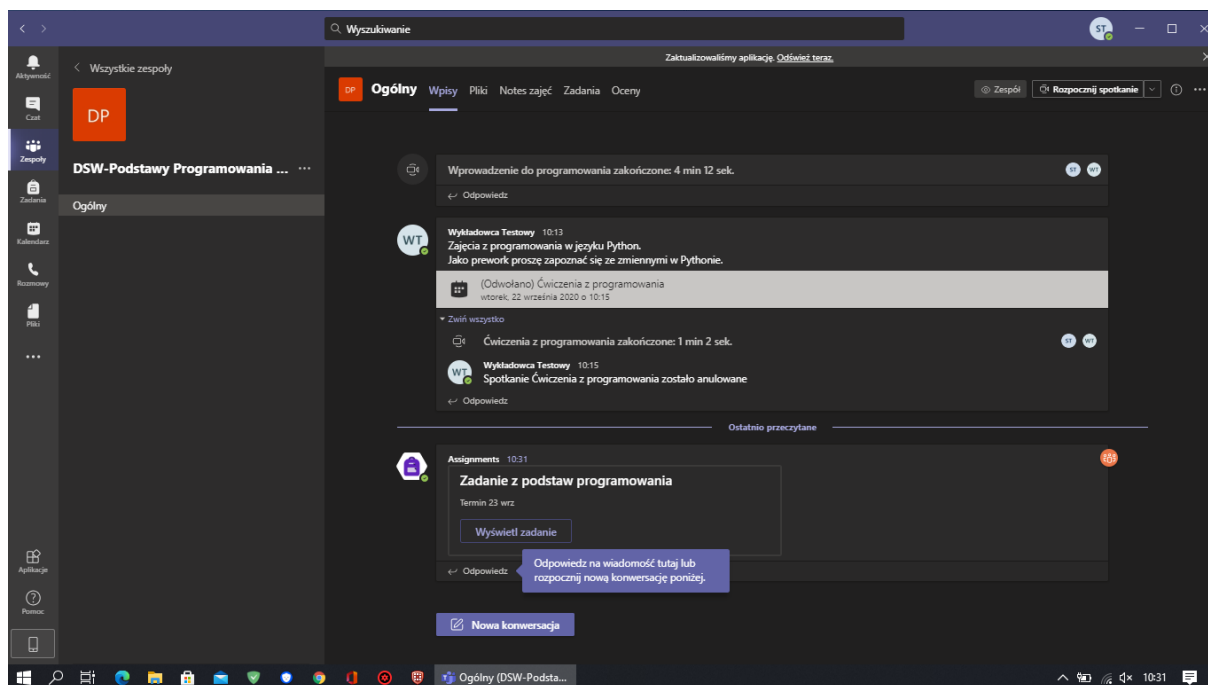 Wyszukiwanie
ST
Zaktualizowaliśmy aplikację. Odśwież teraz.
Aktywność
Czat
Zespoły
Zadania
Kalendarz
Rozmowy
Pliki
Aplikacje
Pomoc
Wszystkie zespoły
DP
DSW-Podstawy Programowania ...
Ogólny
DP Ogólny Wpisy Pliki Notes zajęć Zadania Oceny
Zespół Rozpocznij spotkanie
Wprowadzenie do programowania zakończone: 4 min 12 sek.
ST WT
Odpowiedz
WT
Wykładowca Testowy 10:13
Zajęcia z programowania w języku Python.
Jako prework proszę zapoznać się ze zmiennymi w Pythonie.
(Odwołano) Ćwiczenia z programowania
wtorek, 22 września 2020 o 10:15
Zwiń wszystko
Ćwiczenia z programowania zakończone: 1 min 2 sek.
ST WT
WT
Wykładowca Testowy 10:15
Spotkanie Ćwiczenia z programowania zostało anulowane
Odpowiedz
Ostatnio przeczytane
Assignments 10:31
Zadanie z podstaw programowania
Termin 23 wrz
Wyświetl zadanie
Odpowiedz
Odpowiedz na wiadomość tutaj lub
rozpocznij nową konwersację poniżej.
Nowa konwersacja
Ogólny (DSW-Podsta...
10:31